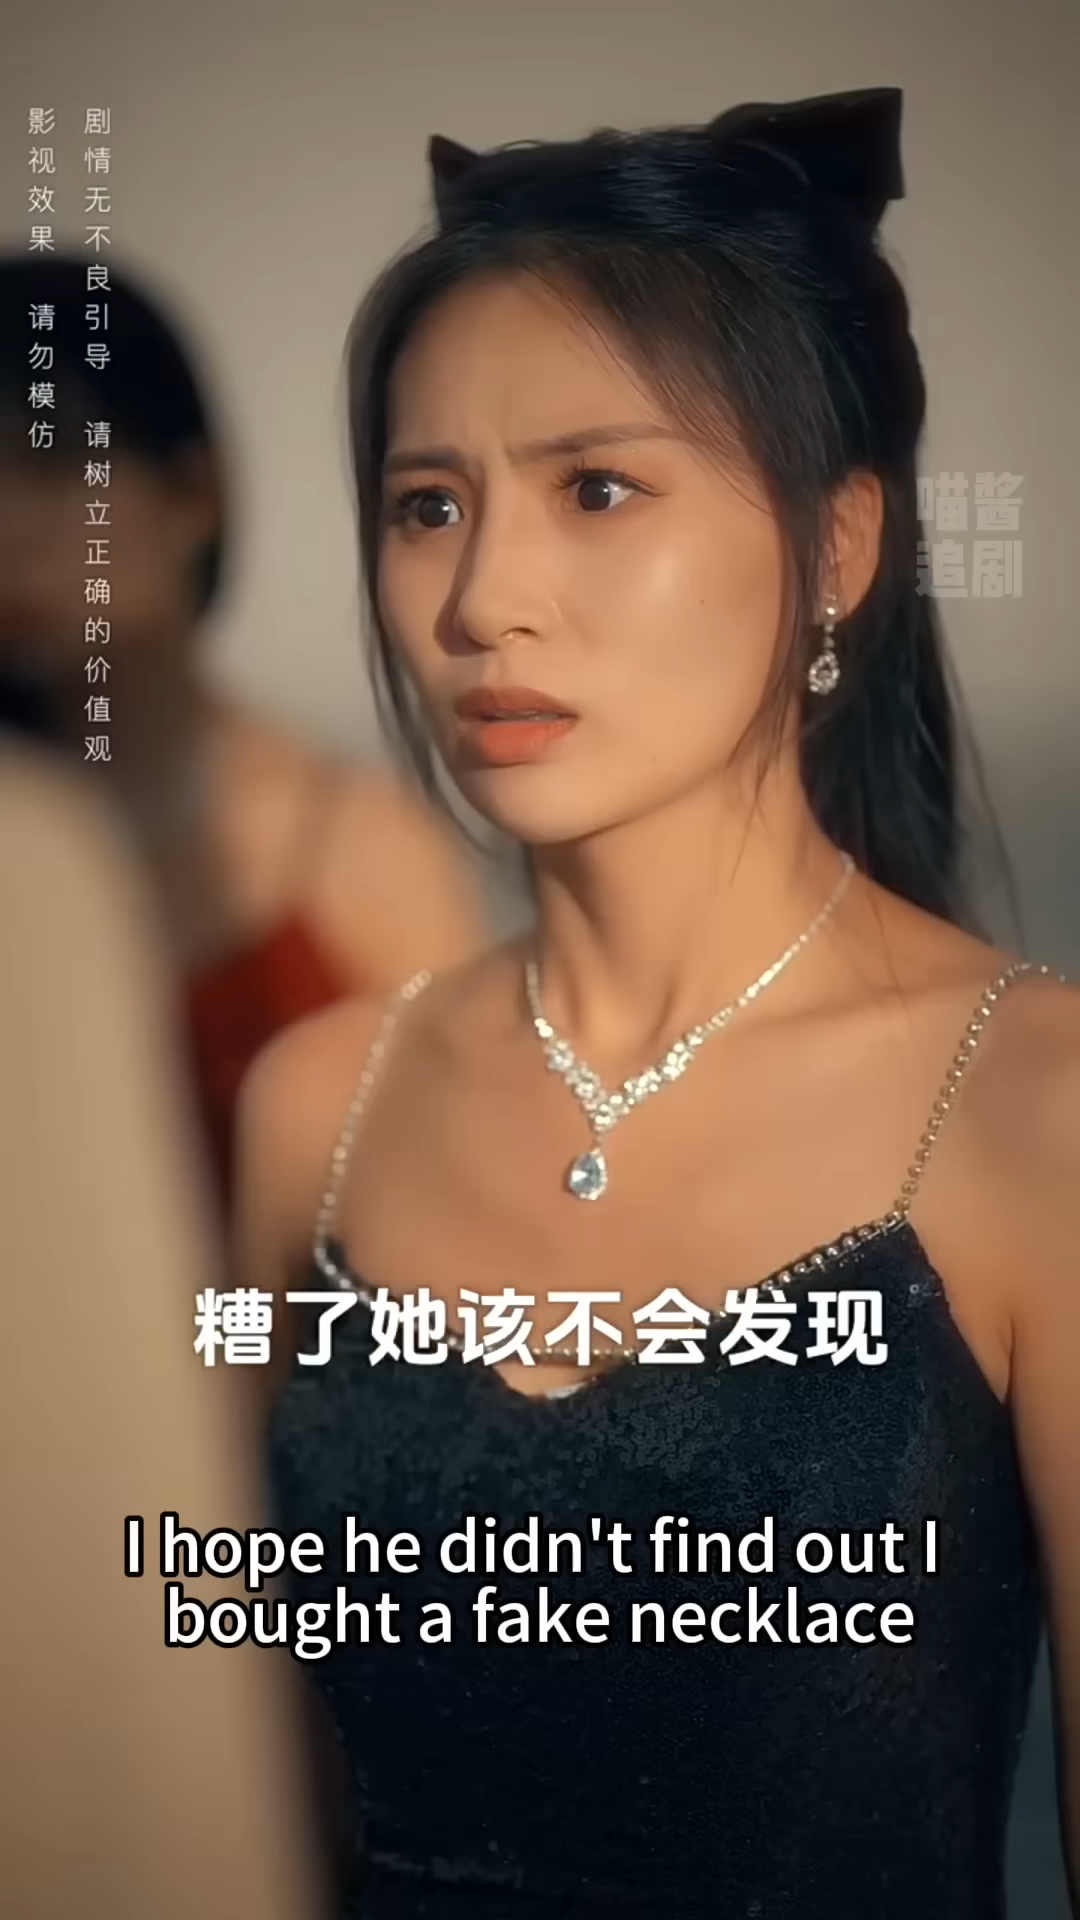 剧情无不良引导 请树立正确的价值观
影视效果 请勿模仿
喵酱
追剧
糟了她该不会发现
I hope he didn't find out I
bought a fake necklace